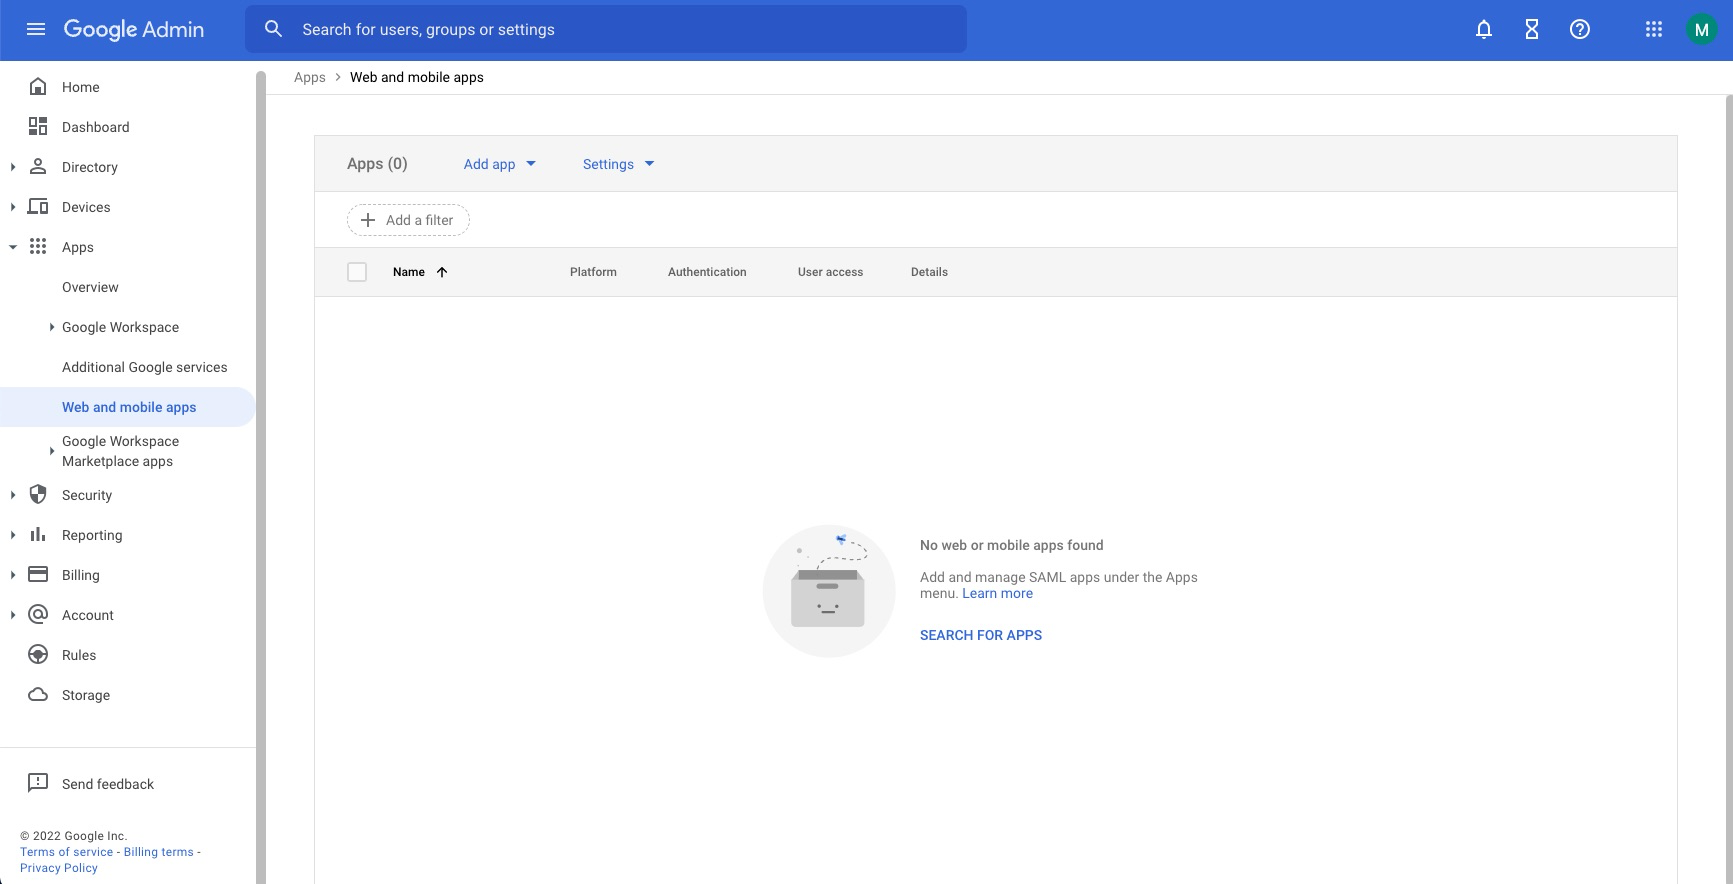 Google Admin
Search for users, groups or settings
M
Home
Dashboard
Directory
Devices
Apps
Overview
Google Workspace
Additional Google services
Web and mobile apps
Google Workspace
Marketplace apps
Security
Reporting
Billing
Account
Rules
Storage
Send feedback
© 2022 Google Inc.
Terms of service - Billing terms -
Privacy Policy
Apps > Web and mobile apps
Apps (0) Add app Settings
Add a filter
Name Platform Authentication User access Details
No web or mobile apps found
Add and manage SAML apps under the Apps
menu. Learn more
SEARCH FOR APPS